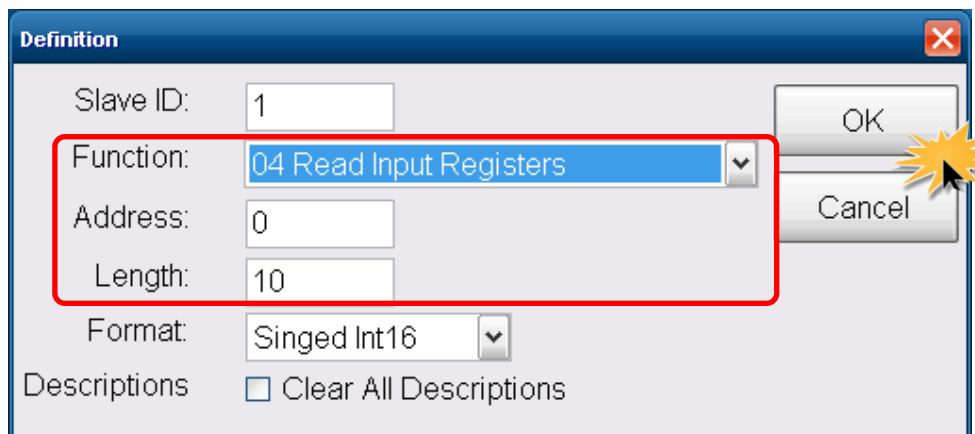 Definition
Slave ID: 1
OK
Function: 04 Read Input Registers
Address: 0
Cancel
Length: 10
Format: Singed Int16
Descriptions Clear All Descriptions